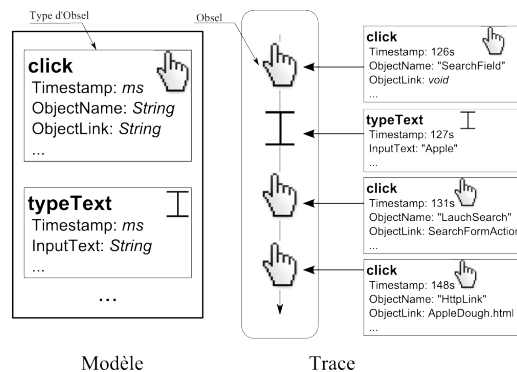 Type d'Obsel
click
Timestamp: ms
ObjectName: String
ObjectLink: String
...
typeText
Timestamp: ms
InputText: String
...
...
Modèle
Obsel
click
Timestamp: 126s
ObjectName: "SearchField"
ObjectLink: void
...
typeText
Timestamp: 127s
InputText: "Apple"
...
click
Timestamp: 131s
ObjectName: "LauchSearch"
ObjectLink: SearchFormAction
...
click
Timestamp: 148s
ObjectName: "HttpLink"
ObjectLink: AppleDough.html
...
Trace